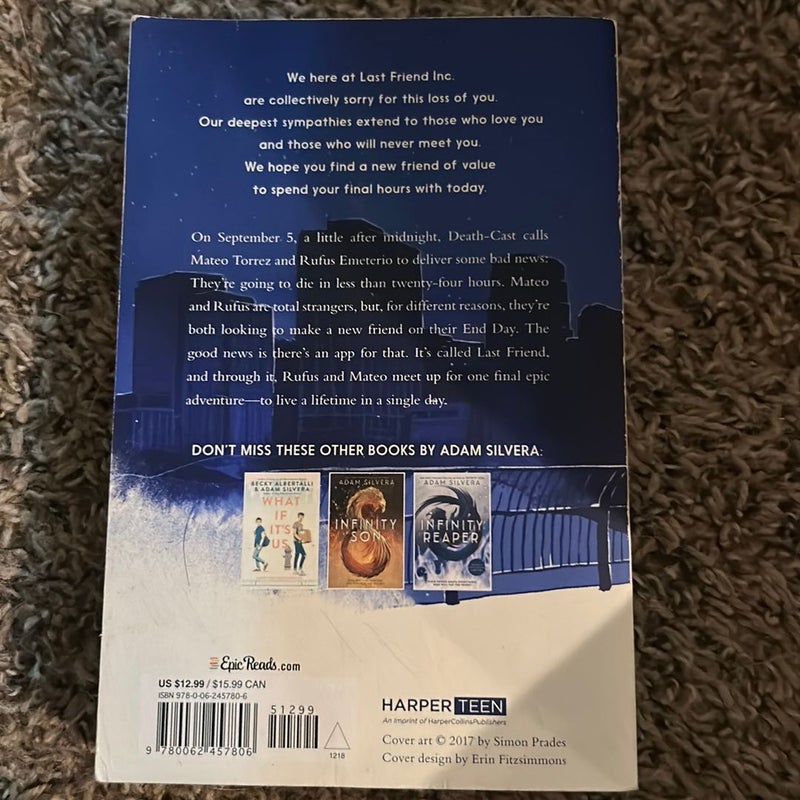 We here at Last Friend Inc.
are collectively sorry for this loss of you.
Our deepest sympathies extend to those who love you
and those who will never meet you.
We hope you find a new friend of value
to spend your final hours with today.
On September 5, a little after midnight, Death-Cast calls
Mateo Torrez and Rufus Emeterio to deliver some bad news:
They're going to die in less than twenty-four hours. Mateo
and Rufus are total strangers, but, for different reasons, they're
both looking to make a new friend on their End Day. The
good news is there's an app for that. It's called Last Friend,
and through it, Rufus and Mateo meet up for one final epic
adventure—to live a lifetime in a single day.
DON'T MISS THESE OTHER BOOKS BY ADAM SILVERA:
BECKY ALBERTALLI
& ADAM SILVERA
WHAT
IF
IT'S
US
ADAM SILVERA
INFINITY
SON
ADAM SILVERA
INFINITY
REAPER
EpicReads.com
US $12.99 / $15.99 CAN
ISBN 978-0-06-245780-6
51299
9 780062 457806
1218
HARPER TEEN
An Imprint of HarperCollinsPublishers
Cover art © 2017 by Simon Prades
Cover design by Erin Fitzsimmons